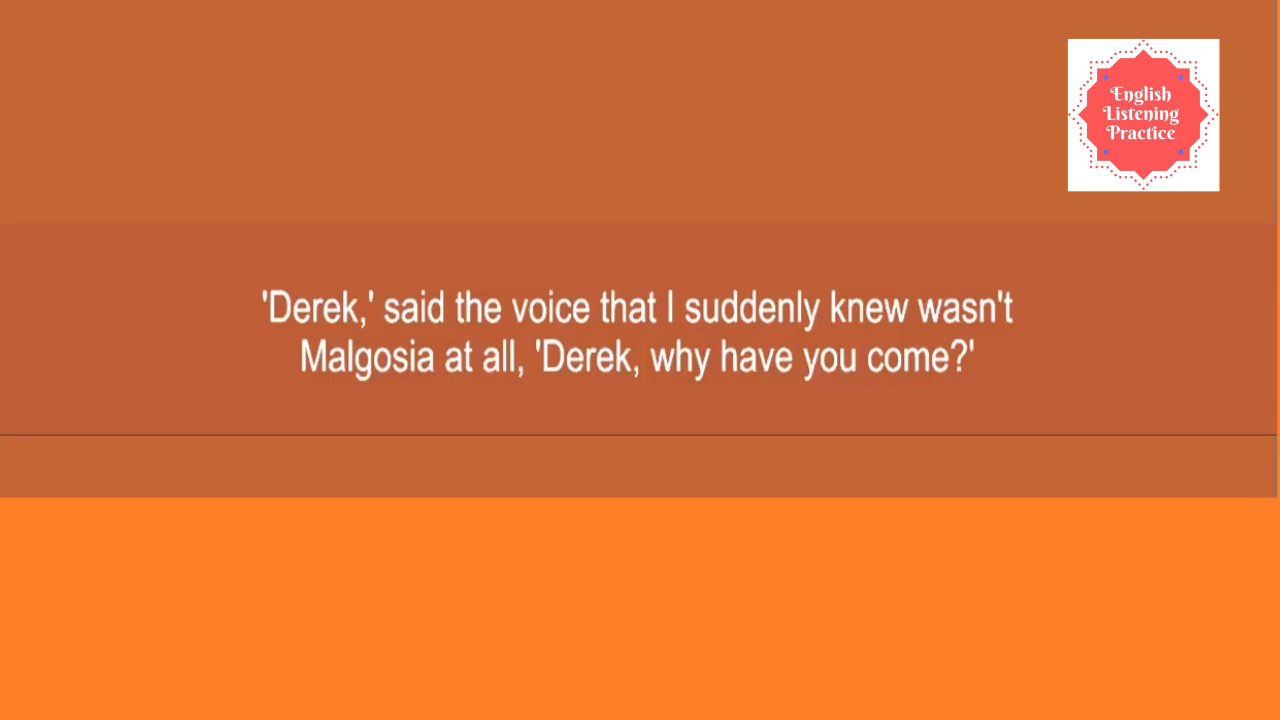 English
Listening
Practice
'Derek,' said the voice that I suddenly knew wasn't
Malgosia at all, 'Derek, why have you come?'